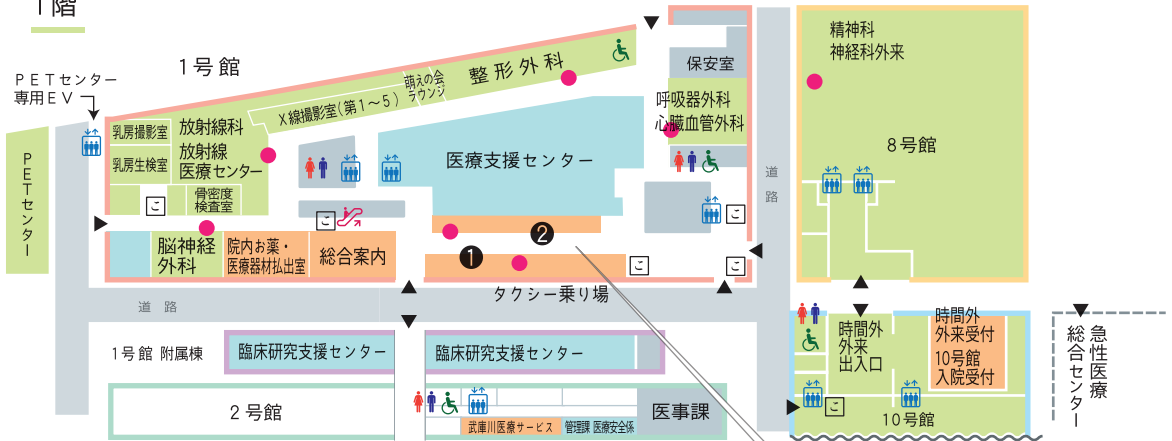 1階
1号館
PETセンター
専用EV
PETセンター
乳房撮影室
乳房生検室
放射線科
放射線
医療センター
骨密度
検査室
こ
X線撮影室(第1～5)
萌えの会
ラウンジ
整形外科
保安室
呼吸器外科
心臓血管外科
医療支援センター
こ
こ
脳神経
外科
院内お薬・
医療器材払出室
総合案内
1
2
こ
こ
タクシー乗り場
道路
道路
精神科
神経科外来
8号館
1号館 附属棟
臨床研究支援センター
臨床研究支援センター
2号館
武庫川医療サービス
管理課 医療安全係
医事課
時間外
外来
出入口
時間外
外来受付
10号館
入院受付
こ
10号館
急性医療
総合センター